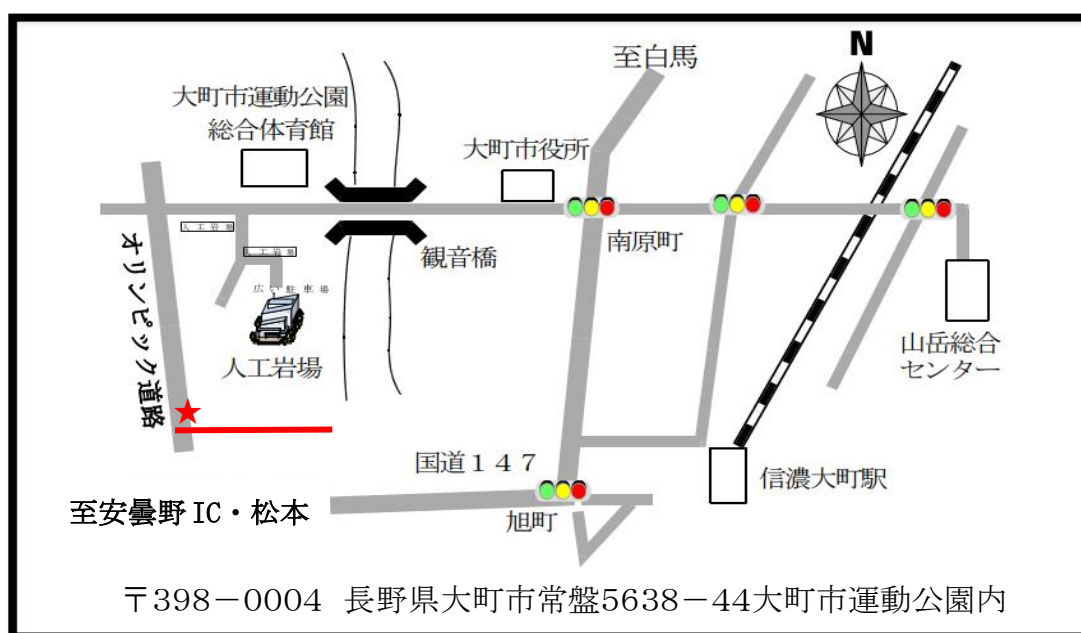 至白馬
N
大町市運動公園
総合体育館
大町市役所
人工岩場
人工岩場
観音橋
南原町
広い駐車場
人工岩場
オリンピック道路
山岳総合
センター
国道147
信濃大町駅
至安曇野IC・松本
旭町
〒398-0004 長野県大町市常盤5638-44大町市運動公園内